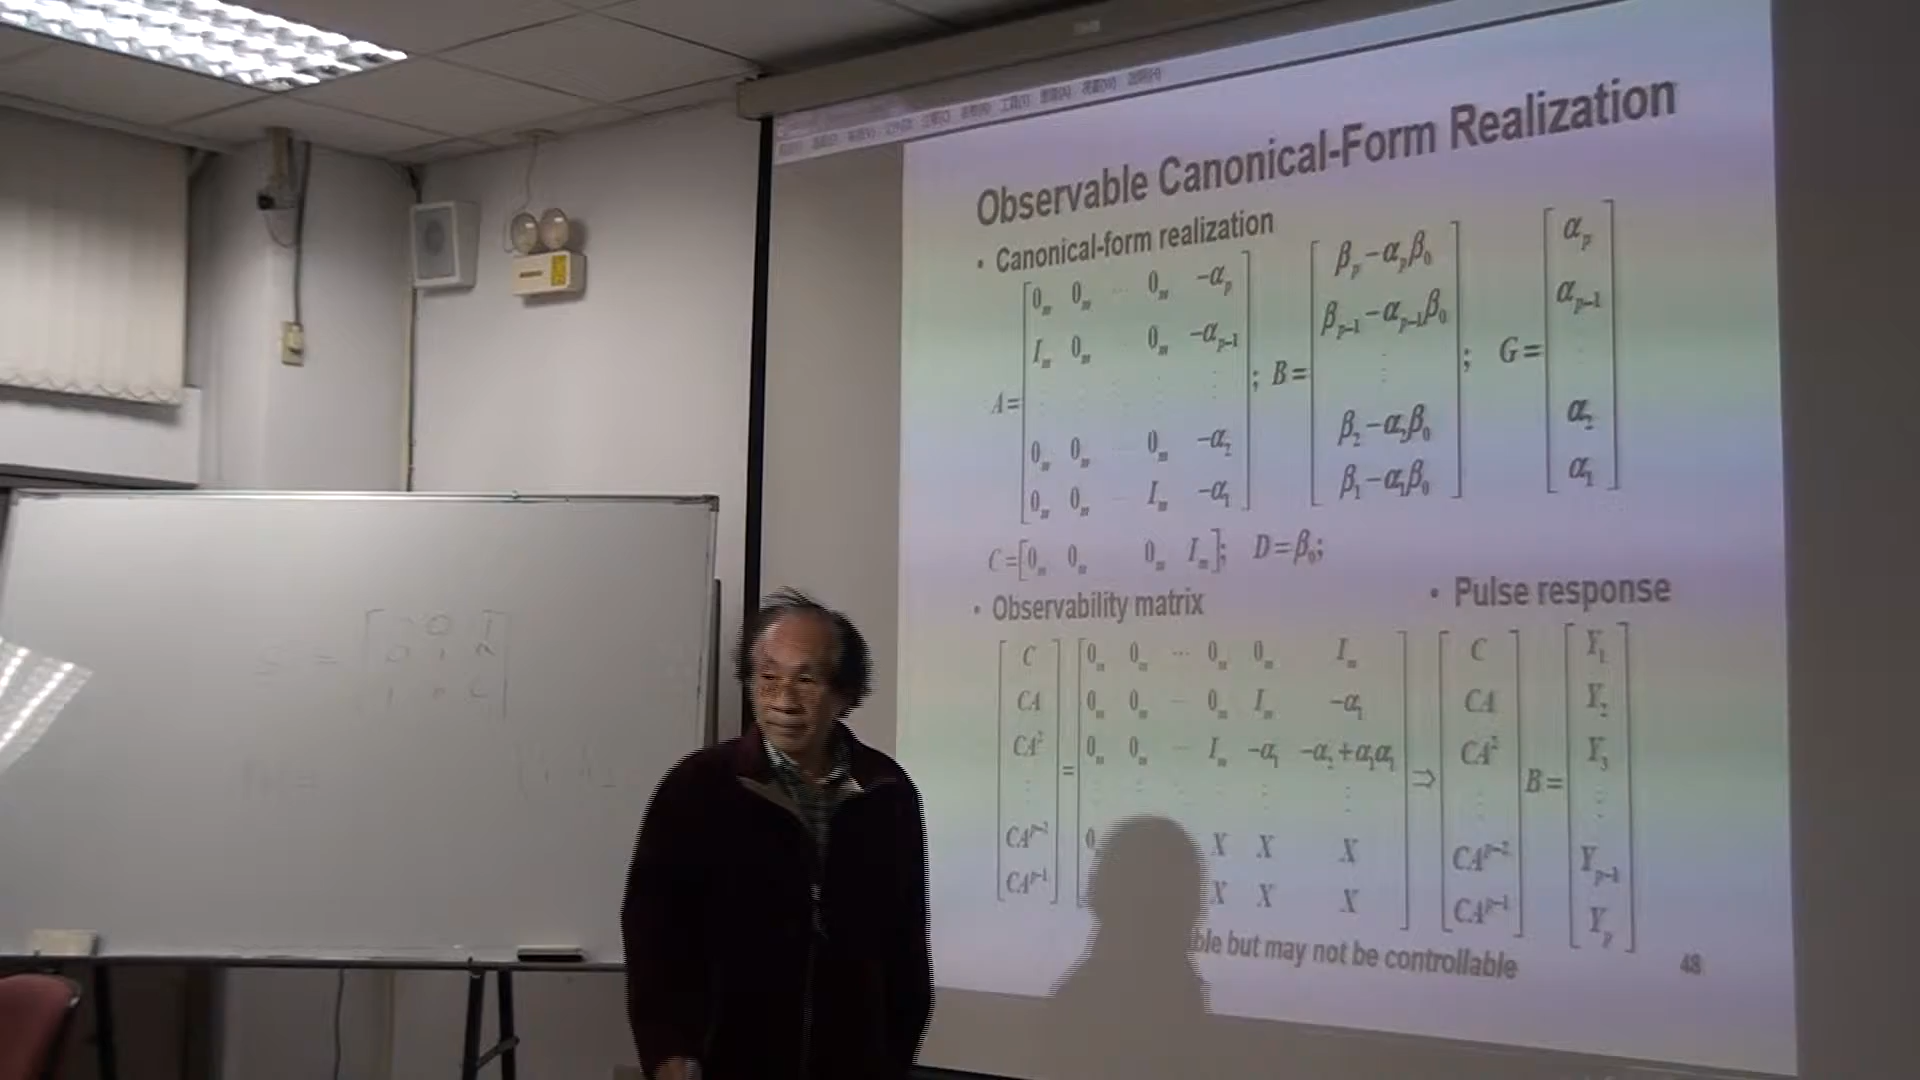 Observable Canonical-Form Realization
• Canonical-form realization
A = [ 0ₘ 0ₘ ⋯ 0ₘ −αₚ
Iₘ 0ₘ 0ₘ −αₚ₋₁
⋮ ⋮ ⋮ ⋮
0ₘ 0ₘ ⋯ 0ₘ −α₂
0ₘ 0ₘ ⋯ Iₘ −α₁ ] ;
B = [ βₚ−αₚβ₀
βₚ₋₁−αₚ₋₁β₀
⋮
β₂−α₂β₀
β₁−α₁β₀ ] ;
G = [ αₚ
αₚ₋₁
⋮
α₂
α₁ ]
C = [0ₘ 0ₘ 0ₘ Iₘ]; D = β₀;
• Observability matrix
• Pulse response
[ C
CA
CA²
⋮
CAᵖ⁻²
CAᵖ⁻¹ ]
= [ 0ₘ 0ₘ ⋯ 0ₘ 0ₘ Iₘ
0ₘ 0ₘ ⋯ 0ₘ Iₘ −α₁
0ₘ 0ₘ ⋯ Iₘ −α₁ −α₂+α₁α₁
⋮ ⋮ ⋮ ⋮ ⋮
0 X X X
X X X ]
⇒ [ C
CA
CA²
⋮
CAᵖ⁻²
CAᵖ⁻¹ ] B =
[ Y₁
Y₂
Y₃
⋮
Yₚ₋₁
Yₚ ]
but may not be controllable
48